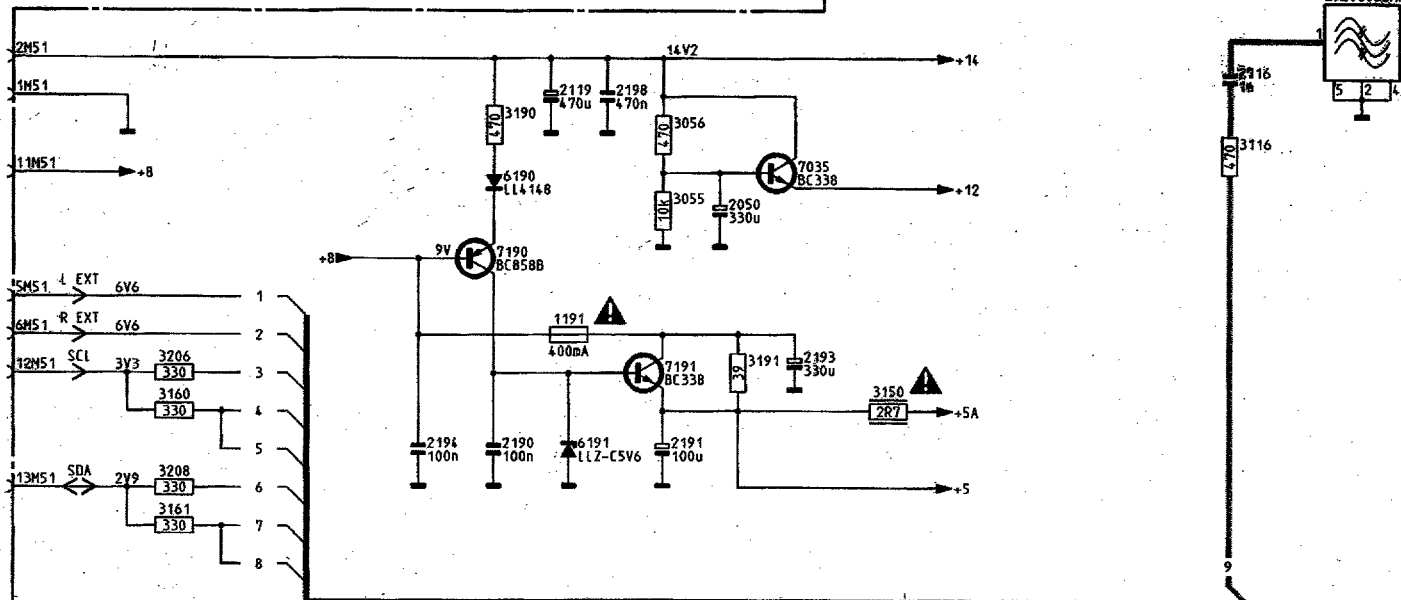 2M51
14V2
+14
1M51
2119
470u
2198
470n
470
3190
470
3056
11M51
+8
6190
LL4148
7035
BC338
+12
10k
3055
2050
330u
+8
9V
7190
BC858B
5M51
L EXT
6V6
1
6M51
R EXT
6V6
2
12M51
SCL
3V3
3206
330
3
3160
330
4
5
13M51
SDA
2V9
3208
330
6
3161
330
7
8
1191
400mA
7191
BC338
39
3191
2193
330u
3150
2R7
+5A
2194
100n
2190
100n
6191
LLZ-C5V6
2191
100u
+5
1
5
2
4
2116
470
3116
9